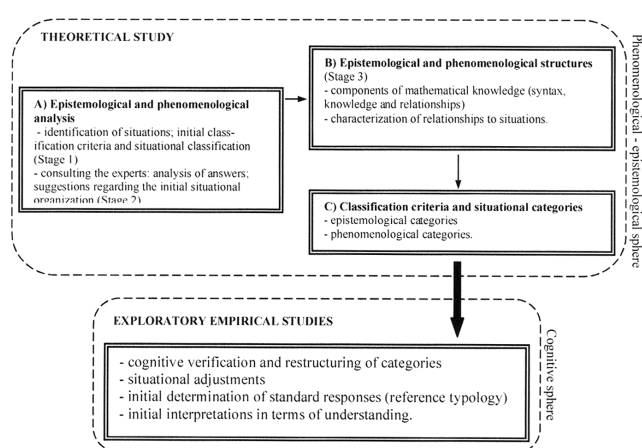 THEORETICAL STUDY
A) Epistemological and phenomenological
analysis
- identification of situations; initial class-
ification criteria and situational classification
(Stage 1)
- consulting the experts: analysis of answers;
suggestions regarding the initial situational
organization (Stage 2)
B) Epistemological and phenomenological structures
(Stage 3)
- components of mathematical knowledge (syntax,
knowledge and relationships)
- characterization of relationships to situations.
C) Classification criteria and situational categories
- epistemological categories
- phenomenological categories.
Phenomenological - epistemological sphere
EXPLORATORY EMPIRICAL STUDIES
- cognitive verification and restructuring of categories
- situational adjustments
- initial determination of standard responses (reference typology)
- initial interpretations in terms of understanding.
Cognitive sphere